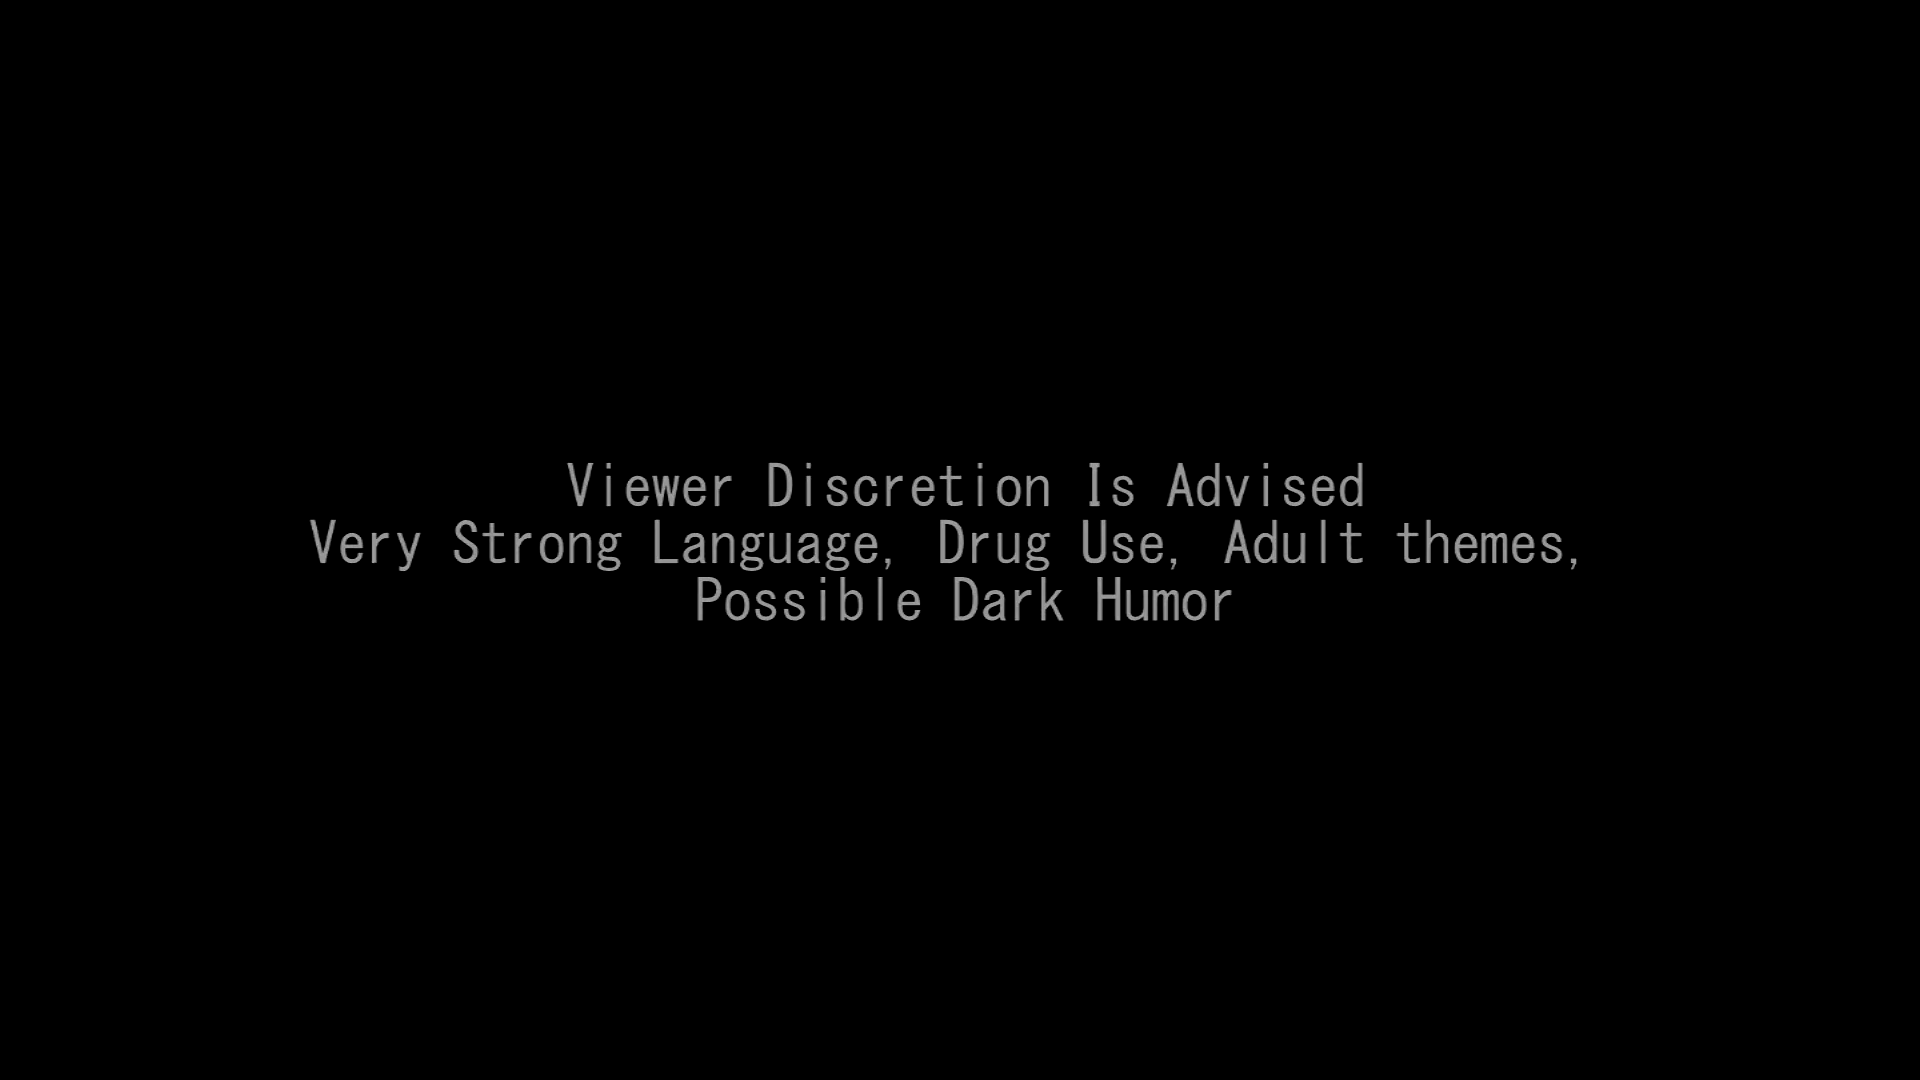 Viewer Discretion Is Advised
Very Strong Language, Drug Use, Adult themes,
Possible Dark Humor